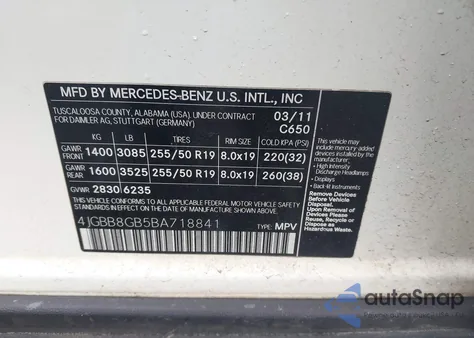 MFD BY MERCEDES-BENZ U.S. INTL., INC
TUSCALOOSA COUNTY, ALABAMA (USA). UNDER CONTRACT 03/11
FOR DAIMLER AG, STUTTGART (GERMANY) C650
KG LB TIRES RIM SIZE COLD KPA (PSI)
GAWR FRONT 1400 3085 255/50 R19 8.0x19 220(32)
GAWR REAR 1600 3525 255/50 R19 8.0x19 260(38)
GVWR 2830 6235
THIS VEHICLE CONFORMS TO ALL APPLICABLE FEDERAL MOTOR VEHICLE
SAFETY STANDARDS IN EFFECT ON THE DATE OF MANUFACTURE SHOWN ABOVE.
4JGBB8GB5BA718841 TYPE: MPV
This vehicle may include
mercury added devices
installed by the
manufacturer:
• High Intensity Discharge
Headlamps
• Displays
• Back-lit Instruments
Remove Devices
Before Vehicle
Disposal.
Upon Removal of Devices
Please Reuse, Recycle
or Dispose as
Hazardous Waste.
autoSnap